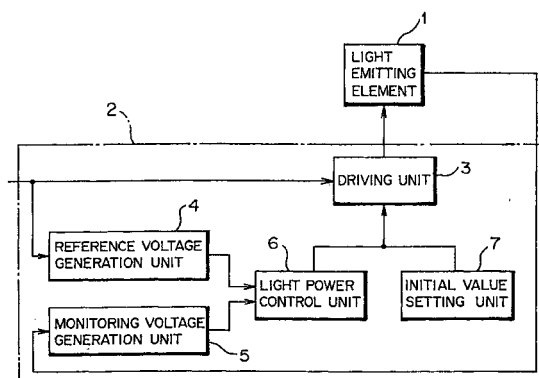 1
LIGHT
EMITTING
ELEMENT
2
DRIVING UNIT
3
4
REFERENCE VOLTAGE
GENERATION UNIT
6
LIGHT POWER
CONTROL UNIT
7
INITIAL VALUE
SETTING UNIT
MONITORING VOLTAGE
GENERATION UNIT
5